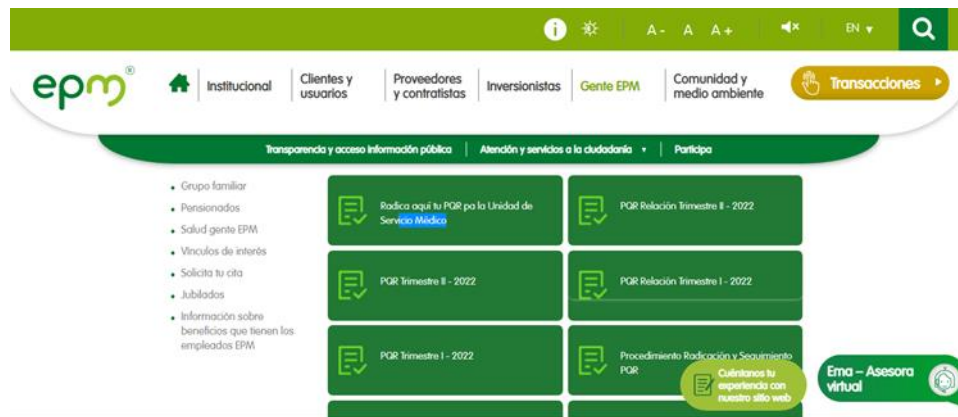 i A- A A+ EN
epm®
Institucional
Clientes y
usuarios
Proveedores
y contratistas
Inversionistas
Gente EPM
Comunidad y
medio ambiente
Transacciones
Transparencia y acceso información pública
Atención y servicios a la ciudadanía
Participa
Grupo familiar
Pensionados
Salud gente EPM
Vínculos de interés
Solicita tu cita
Jubilados
Información sobre
beneficios que tienen los
empleados EPM
Radica aquí tu PQR pa la Unidad de
Servicio Médico
PQR Relación Trimestre II - 2022
PQR Trimestre II - 2022
PQR Relación Trimestre I - 2022
PQR Trimestre I - 2022
Procedimiento Radicación y Seguimiento
PQR
Cuéntanos tu
experiencia con
nuestro sitio web
Ema – Asesora
virtual